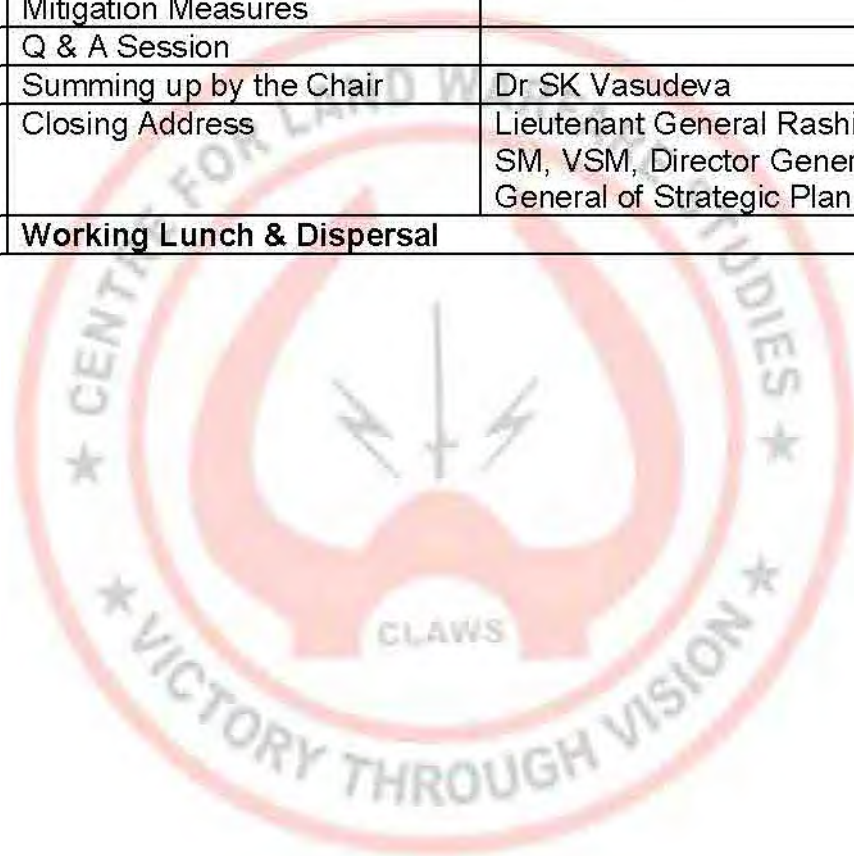 Mitigation Measures
Q & A Session
Summing up by the Chair Dr SK Vasudeva
Closing Address Lieutenant General Rashi
SM, VSM, Director Gener
General of Strategic Plan
Working Lunch & Dispersal
★ CENTRE FOR LAND WARFARE STUDIES ★
CLAWS
★ VICTORY THROUGH VISION ★